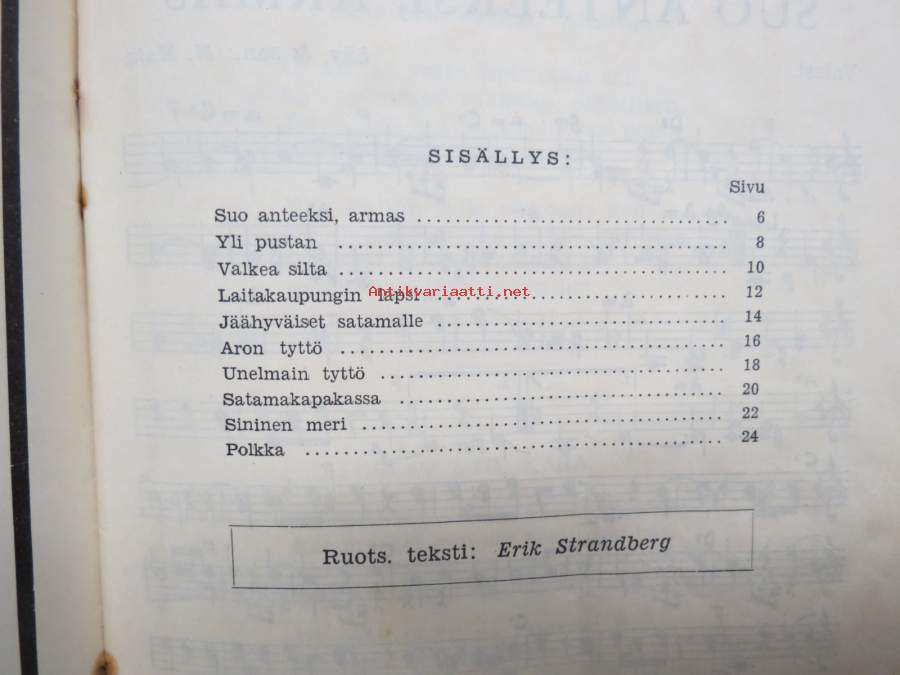 SISÄLLYS:
Sivu
Suo anteeksi, armas 6
Yli pustan 8
Valkea silta 10
Antikvariaatti.net
Laitakaupungin lapsi 12
Jäähyväiset satamalle 14
Aron tyttö 16
Unelmain tyttö 18
Satamakapakassa 20
Sininen meri 22
Polkka 24
Ruots. teksti: Erik Strandberg